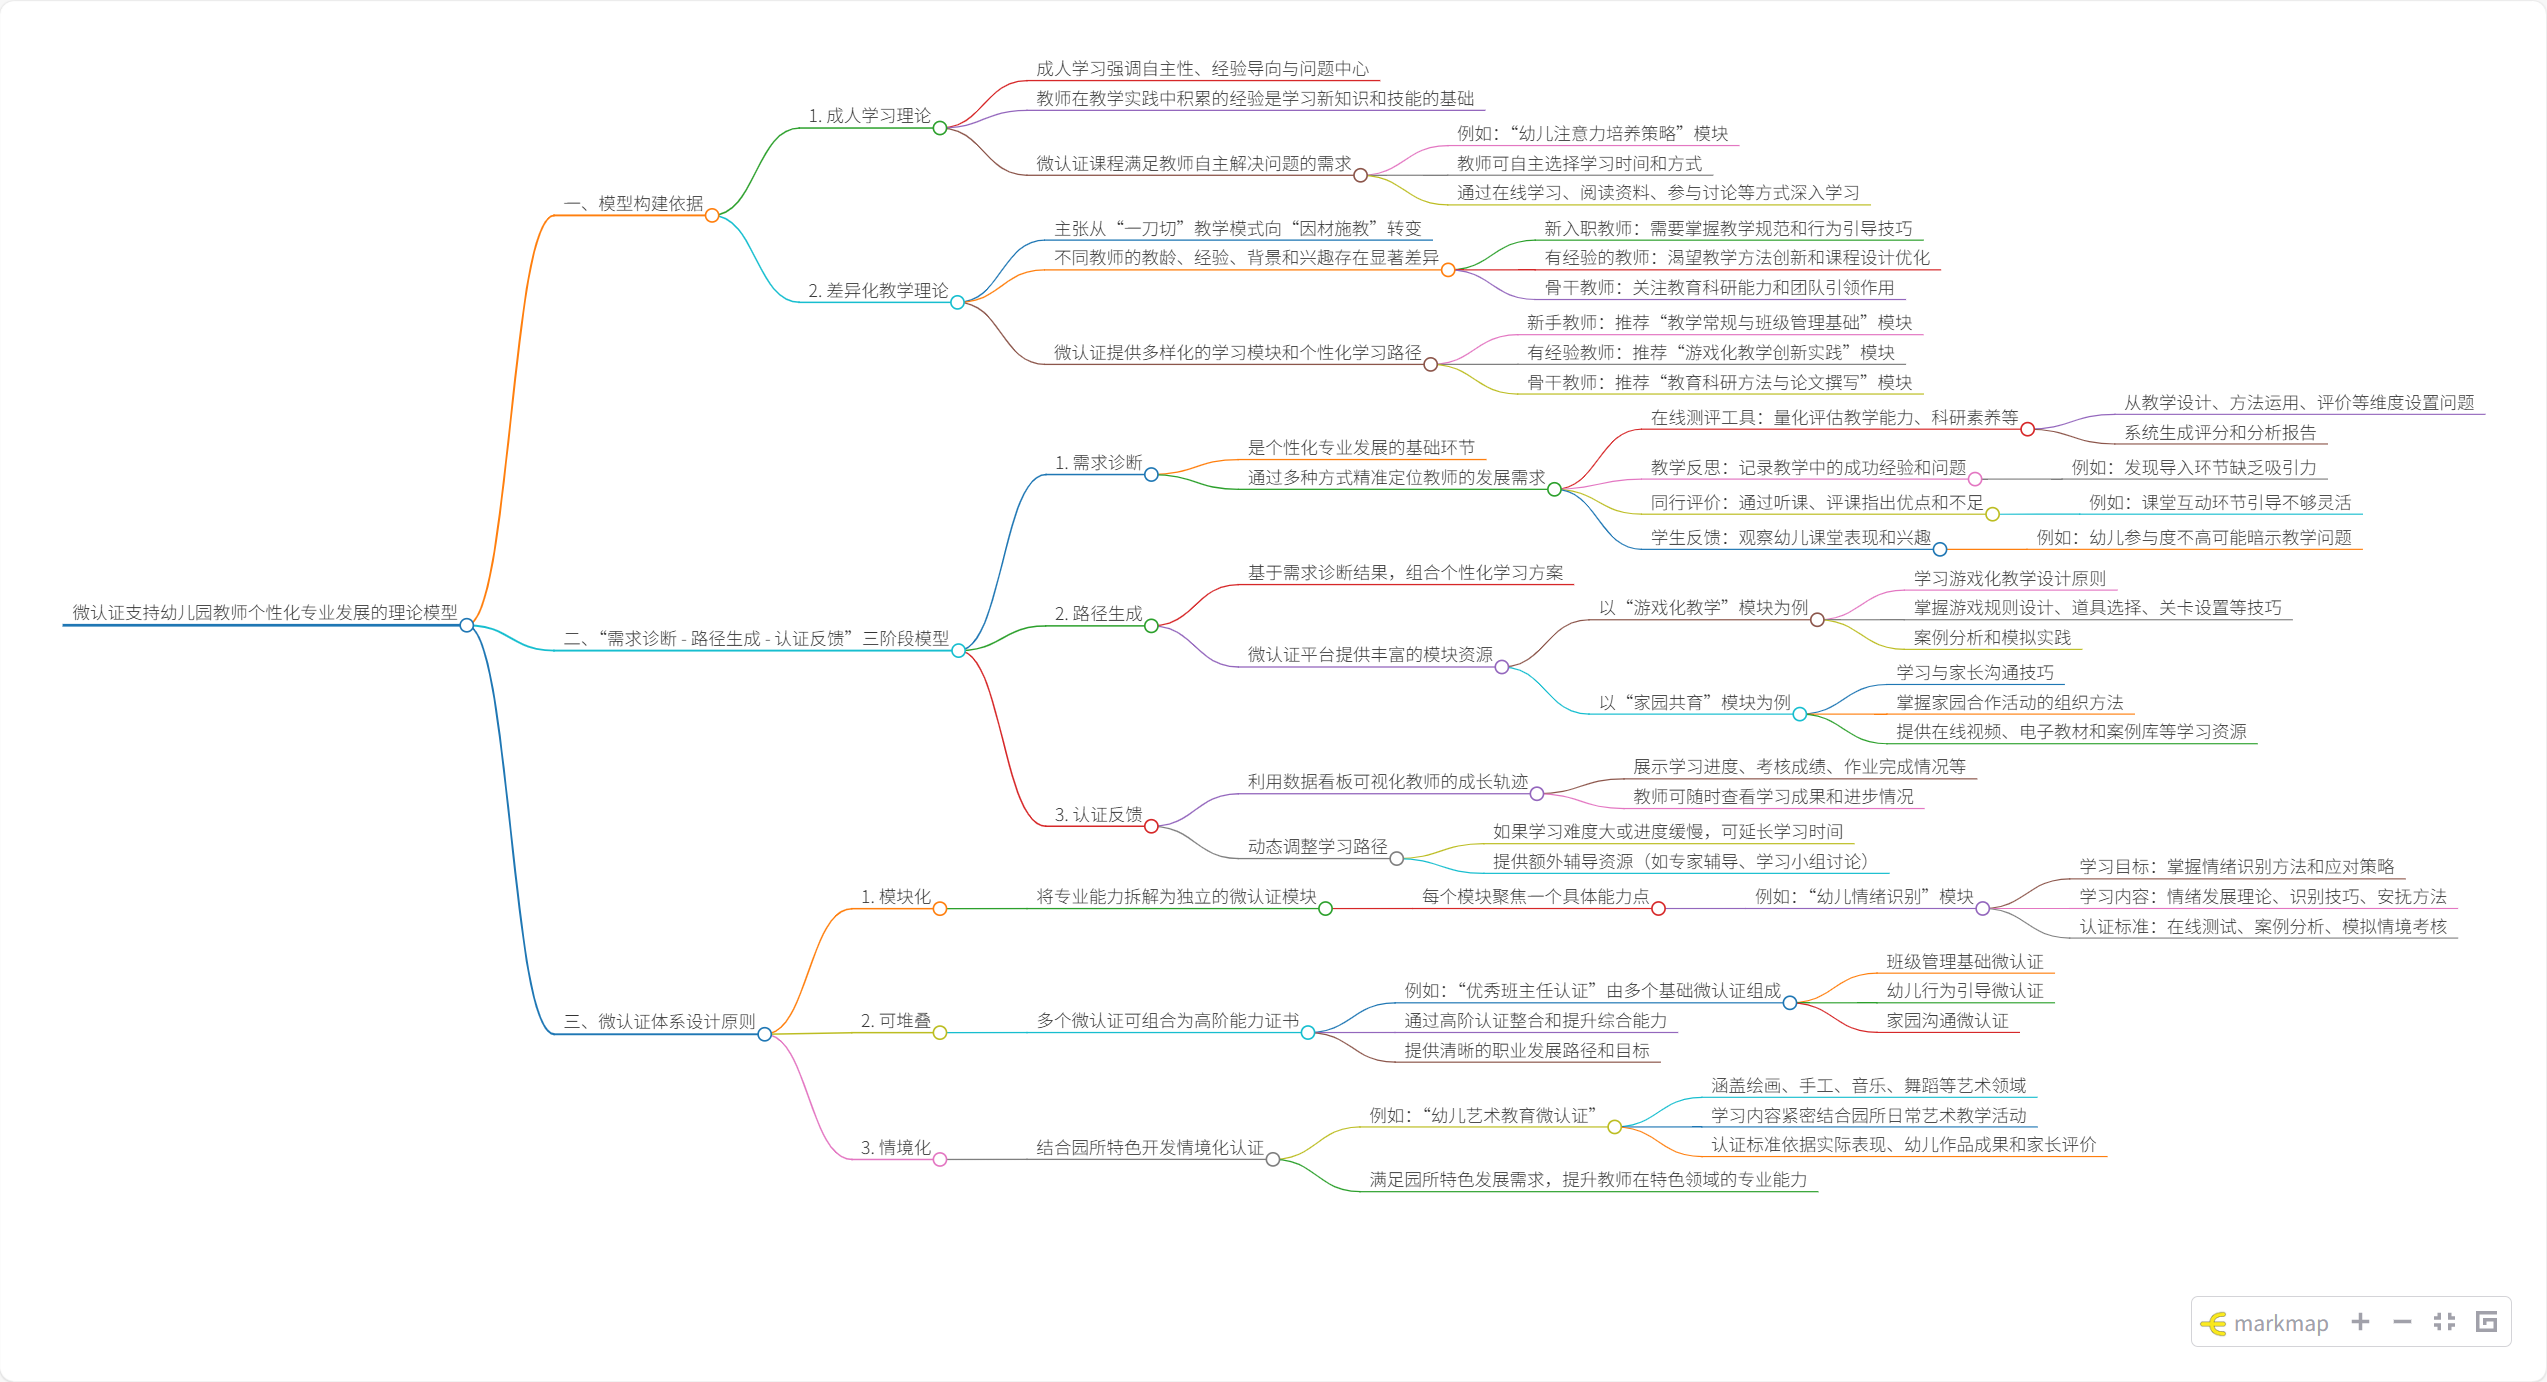 微认证支持幼儿园教师个性化专业发展的理论模型
一、模型构建依据
1. 成人学习理论
成人学习强调自主性、经验导向与问题中心
教师在教学实践中积累的经验是学习新知识和技能的基础
微认证课程满足教师自主解决问题的需求
例如：“幼儿注意力培养策略”模块
教师可自主选择学习时间和方式
通过在线学习、阅读资料、参与讨论等方式深入学习
2. 差异化教学理论
主张从“一刀切”教学模式向“因材施教”转变
不同教师的教龄、经验、背景和兴趣存在显著差异
新入职教师：需要掌握教学规范和行为引导技巧
有经验的教师：渴望教学方法创新和课程设计优化
骨干教师：关注教育科研能力和团队引领作用
微认证提供多样化的学习模块和个性化学习路径
新手教师：推荐“教学常规与班级管理基础”模块
有经验教师：推荐“游戏化教学创新实践”模块
骨干教师：推荐“教育科研方法与论文撰写”模块
二、“需求诊断 - 路径生成 - 认证反馈”三阶段模型
1. 需求诊断
是个性化专业发展的基础环节
通过多种方式精准定位教师的发展需求
在线测评工具：量化评估教学能力、科研素养等
从教学设计、方法运用、评价等维度设置问题
系统生成评分和分析报告
教学反思：记录教学中的成功经验和问题
例如：发现导入环节缺乏吸引力
同行评价：通过听课、评课指出优点和不足
例如：课堂互动环节引导不够灵活
学生反馈：观察幼儿课堂表现和兴趣
例如：幼儿参与度不高可能暗示教学问题
2. 路径生成
基于需求诊断结果，组合个性化学习方案
微认证平台提供丰富的模块资源
以“游戏化教学”模块为例
学习游戏化教学设计原则
掌握游戏规则设计、道具选择、关卡设置等技巧
案例分析和模拟实践
以“家园共育”模块为例
学习与家长沟通技巧
掌握家园合作活动的组织方法
提供在线视频、电子教材和案例库等学习资源
3. 认证反馈
利用数据看板可视化教师的成长轨迹
展示学习进度、考核成绩、作业完成情况等
教师可随时查看学习成果和进步情况
动态调整学习路径
如果学习难度大或进度缓慢，可延长学习时间
提供额外辅导资源（如专家辅导、学习小组讨论）
三、微认证体系设计原则
1. 模块化
将专业能力拆解为独立的微认证模块
每个模块聚焦一个具体能力点
例如：“幼儿情绪识别”模块
学习目标：掌握情绪识别方法和应对策略
学习内容：情绪发展理论、识别技巧、安抚方法
认证标准：在线测试、案例分析、模拟情境考核
2. 可堆叠
多个微认证可组合为高阶能力证书
例如：“优秀班主任认证”由多个基础微认证组成
班级管理基础微认证
幼儿行为引导微认证
家园沟通微认证
通过高阶认证整合和提升综合能力
提供清晰的职业发展路径和目标
3. 情境化
结合园所特色开发情境化认证
例如：“幼儿艺术教育微认证”
涵盖绘画、手工、音乐、舞蹈等艺术领域
学习内容紧密结合园所日常艺术教学活动
认证标准依据实际表现、幼儿作品成果和家长评价
满足园所特色发展需求，提升教师在特色领域的专业能力
markmap